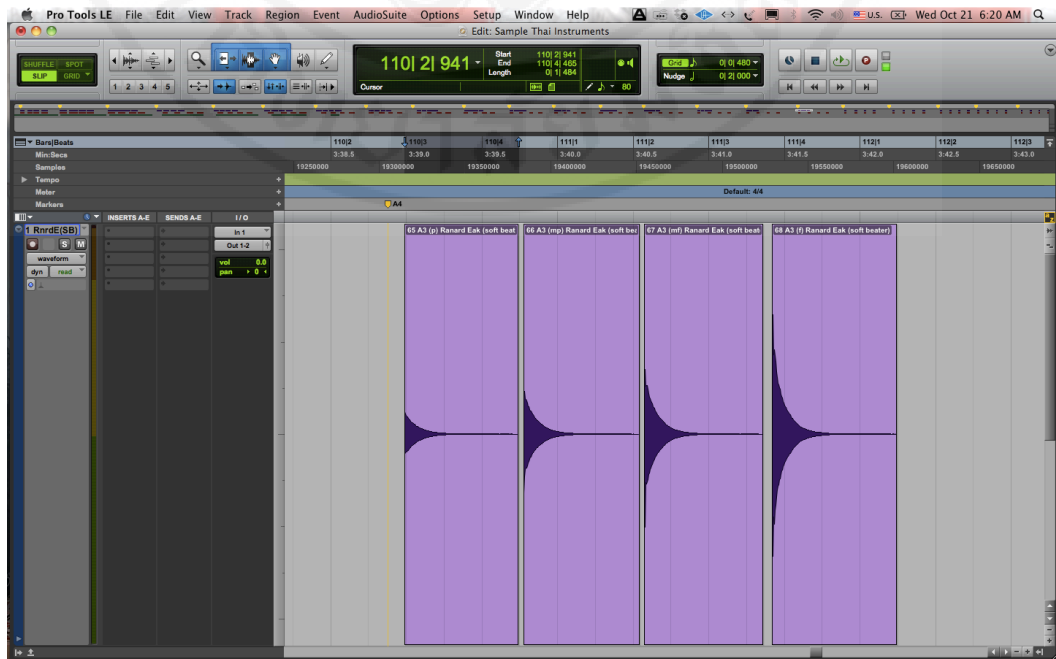 Pro Tools LE File Edit View Track Region Event AudioSuite Options Setup Window Help U.S. Wed Oct 21 6:20 AM
Edit: Sample Thai Instruments
SHUFFLE SPOT
SLIP GRID
1 2 3 4 5
110| 2| 941
Start 110| 2| 941
End 110| 4| 465
Length 0| 1| 484
Cursor
80
Grid 0| 0| 480
Nudge 0| 2| 000
Bars|Beats 110|2 110|3 110|4 111|1 111|2 111|3 111|4 112|1 112|2 112|3
Min:Secs 3:38.5 3:39.0 3:39.5 3:40.0 3:40.5 3:41.0 3:41.5 3:42.0 3:42.5 3:43.0
Samples 19250000 19300000 19350000 19400000 19450000 19500000 19550000 19600000 19650000
Tempo
Meter Default: 4/4
Markers A4
INSERTS A-E SENDS A-E I / O
1 RnrdE(SB) In 1
S M Out 1-2
waveform vol 0.0
dyn read pan 0
65 A3 (p) Ranard Eak (soft beat
66 A3 (mp) Ranard Eak (soft bea
67 A3 (mf) Ranard Eak (soft beat
68 A3 (f) Ranard Eak (soft beater)